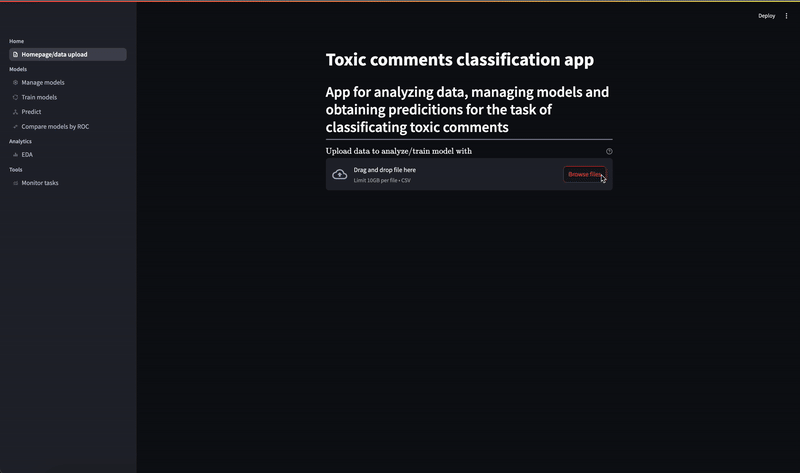 Deploy
Home
Homepage/data upload
Models
Manage models
Train models
Predict
Compare models by ROC
Analytics
EDA
Tools
Monitor tasks
Toxic comments classification app
App for analyzing data, managing models and
obtaining predicitions for the task of
classificating toxic comments
Upload data to analyze/train model with
Drag and drop file here
Limit 10GB per file • CSV
Browse files